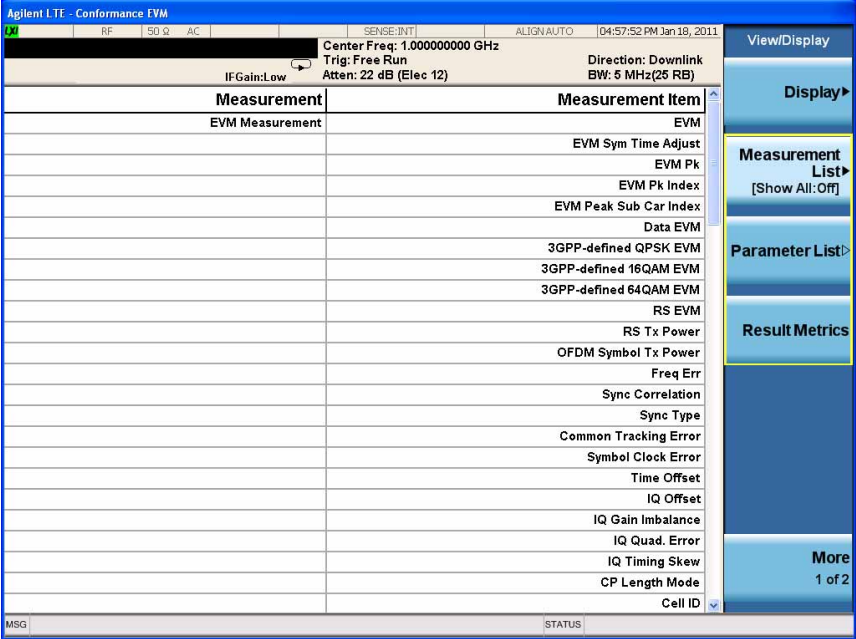 Agilent LTE - Conformance EVM
LXI RF 50 Ω AC SENSE:INT ALIGN AUTO 04:57:52 PM Jan 18, 2011
Center Freq: 1.000000000 GHz
Trig: Free Run Direction: Downlink
IFGain:Low Atten: 22 dB (Elec 12) BW: 5 MHz(25 RB)
Measurement Measurement Item
EVM Measurement EVM
EVM Sym Time Adjust
EVM Pk
EVM Pk Index
EVM Peak Sub Car Index
Data EVM
3GPP-defined QPSK EVM
3GPP-defined 16QAM EVM
3GPP-defined 64QAM EVM
RS EVM
RS Tx Power
OFDM Symbol Tx Power
Freq Err
Sync Correlation
Sync Type
Common Tracking Error
Symbol Clock Error
Time Offset
IQ Offset
IQ Gain Imbalance
IQ Quad. Error
IQ Timing Skew
CP Length Mode
Cell ID
View/Display
Display
Measurement
List
[Show All:Off]
Parameter List
Result Metrics
More
1 of 2
MSG STATUS